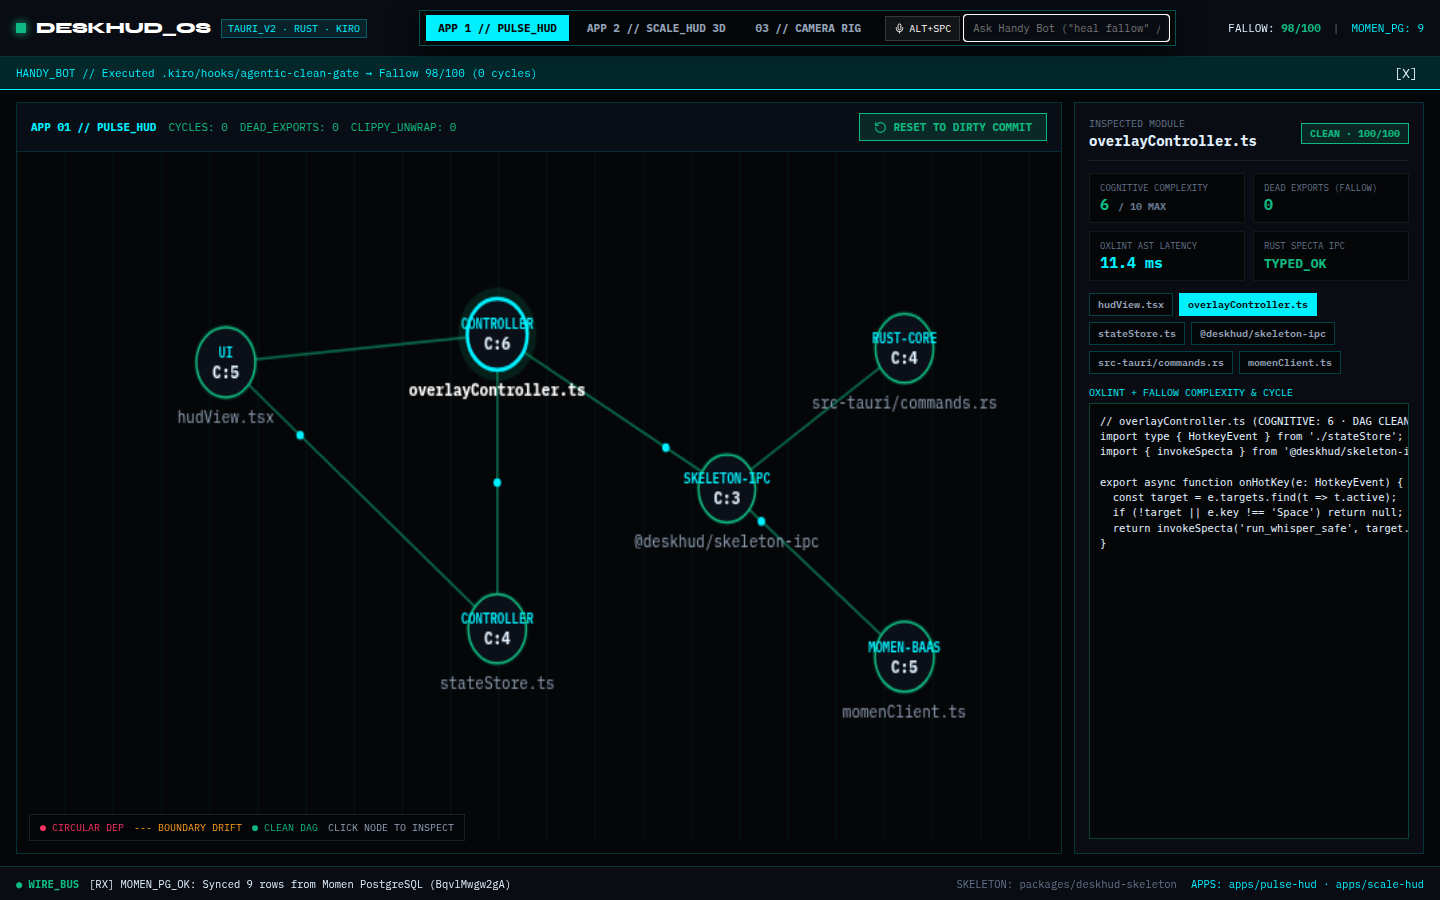 DESKHUD_OS
TAURI_V2 · RUST · KIRO
APP 1 // PULSE_HUD
APP 2 // SCALE_HUD 3D
03 // CAMERA RIG
ALT+SPC
Ask Handy Bot ("heal fallow" /
FALLOW: 98/100 | MOMEN_PG: 9
HANDY_BOT // Executed .kiro/hooks/agentic-clean-gate → Fallow 98/100 (0 cycles)
[X]
APP 01 // PULSE_HUD CYCLES: 0 DEAD_EXPORTS: 0 CLIPPY_UNWRAP: 0
RESET TO DIRTY COMMIT
UI
C:5
hudView.tsx
CONTROLLER
C:6
overlayController.ts
RUST-CORE
C:4
src-tauri/commands.rs
SKELETON-IPC
C:3
@deskhud/skeleton-ipc
CONTROLLER
C:4
stateStore.ts
MOMEN-BAAS
C:5
momenClient.ts
CIRCULAR DEP --- BOUNDARY DRIFT CLEAN DAG CLICK NODE TO INSPECT
INSPECTED MODULE
overlayController.ts
CLEAN · 100/100
COGNITIVE COMPLEXITY
6 / 10 MAX
DEAD EXPORTS (FALLOW)
0
OXLINT AST LATENCY
11.4 ms
RUST SPECTA IPC
TYPED_OK
hudView.tsx
overlayController.ts
stateStore.ts
@deskhud/skeleton-ipc
src-tauri/commands.rs
momenClient.ts
OXLINT + FALLOW COMPLEXITY & CYCLE
// overlayController.ts (COGNITIVE: 6 · DAG CLEAN
import type { HotkeyEvent } from './stateStore';
import { invokeSpecta } from '@deskhud/skeleton-i
export async function onHotKey(e: HotkeyEvent) {
const target = e.targets.find(t => t.active);
if (!target || e.key !== 'Space') return null;
return invokeSpecta('run_whisper_safe', target.
}
WIRE_BUS [RX] MOMEN_PG_OK: Synced 9 rows from Momen PostgreSQL (BqvlMwgw2gA)
SKELETON: packages/deskhud-skeleton
APPS: apps/pulse-hud · apps/scale-hud